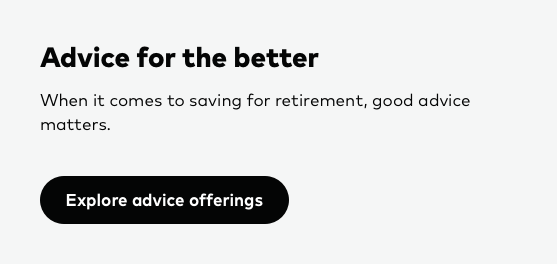 Advice for the better
When it comes to saving for retirement, good advice
matters.
Explore advice offerings